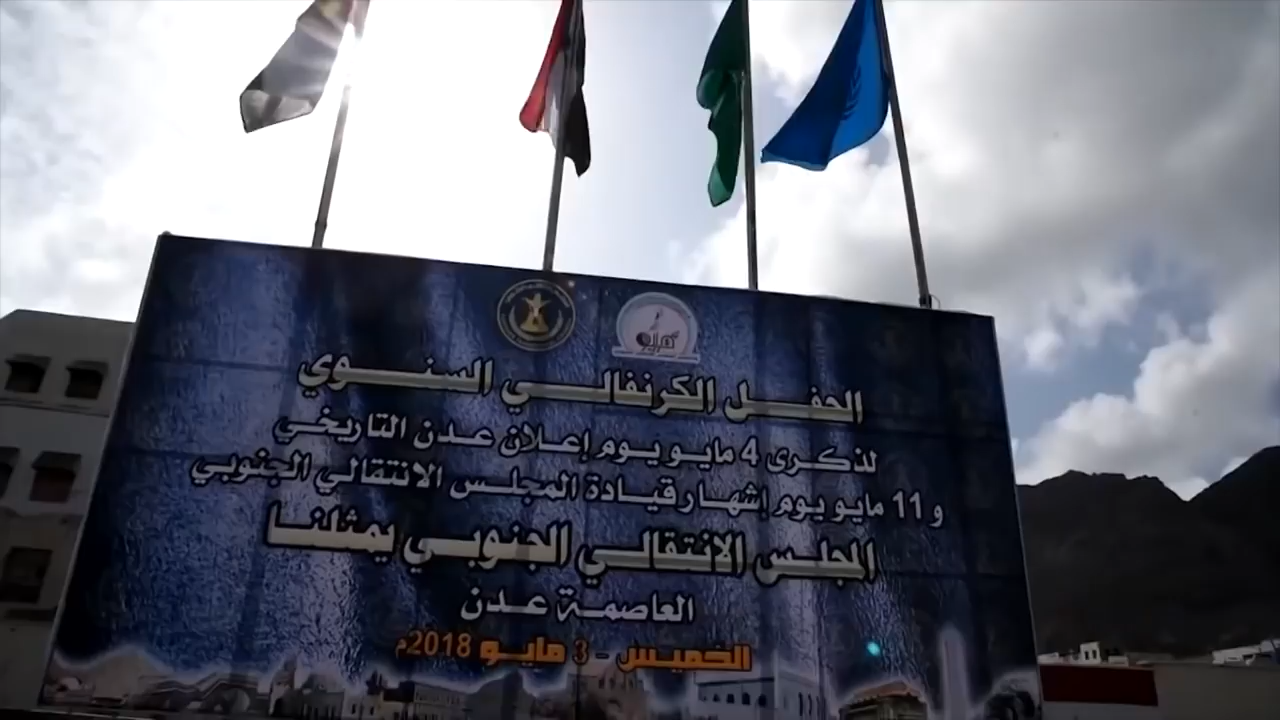 الحفل الكرنفالي السنوي
لذكرى 4 مايو يوم إعلان عدن التاريخي
و 11 مايو يوم إشهار قيادة المجلس الانتقالي الجنوبي
المجلس الانتقالي الجنوبي يمثلنا
العاصمة عدن
الخميس - 3 مايو 2018م